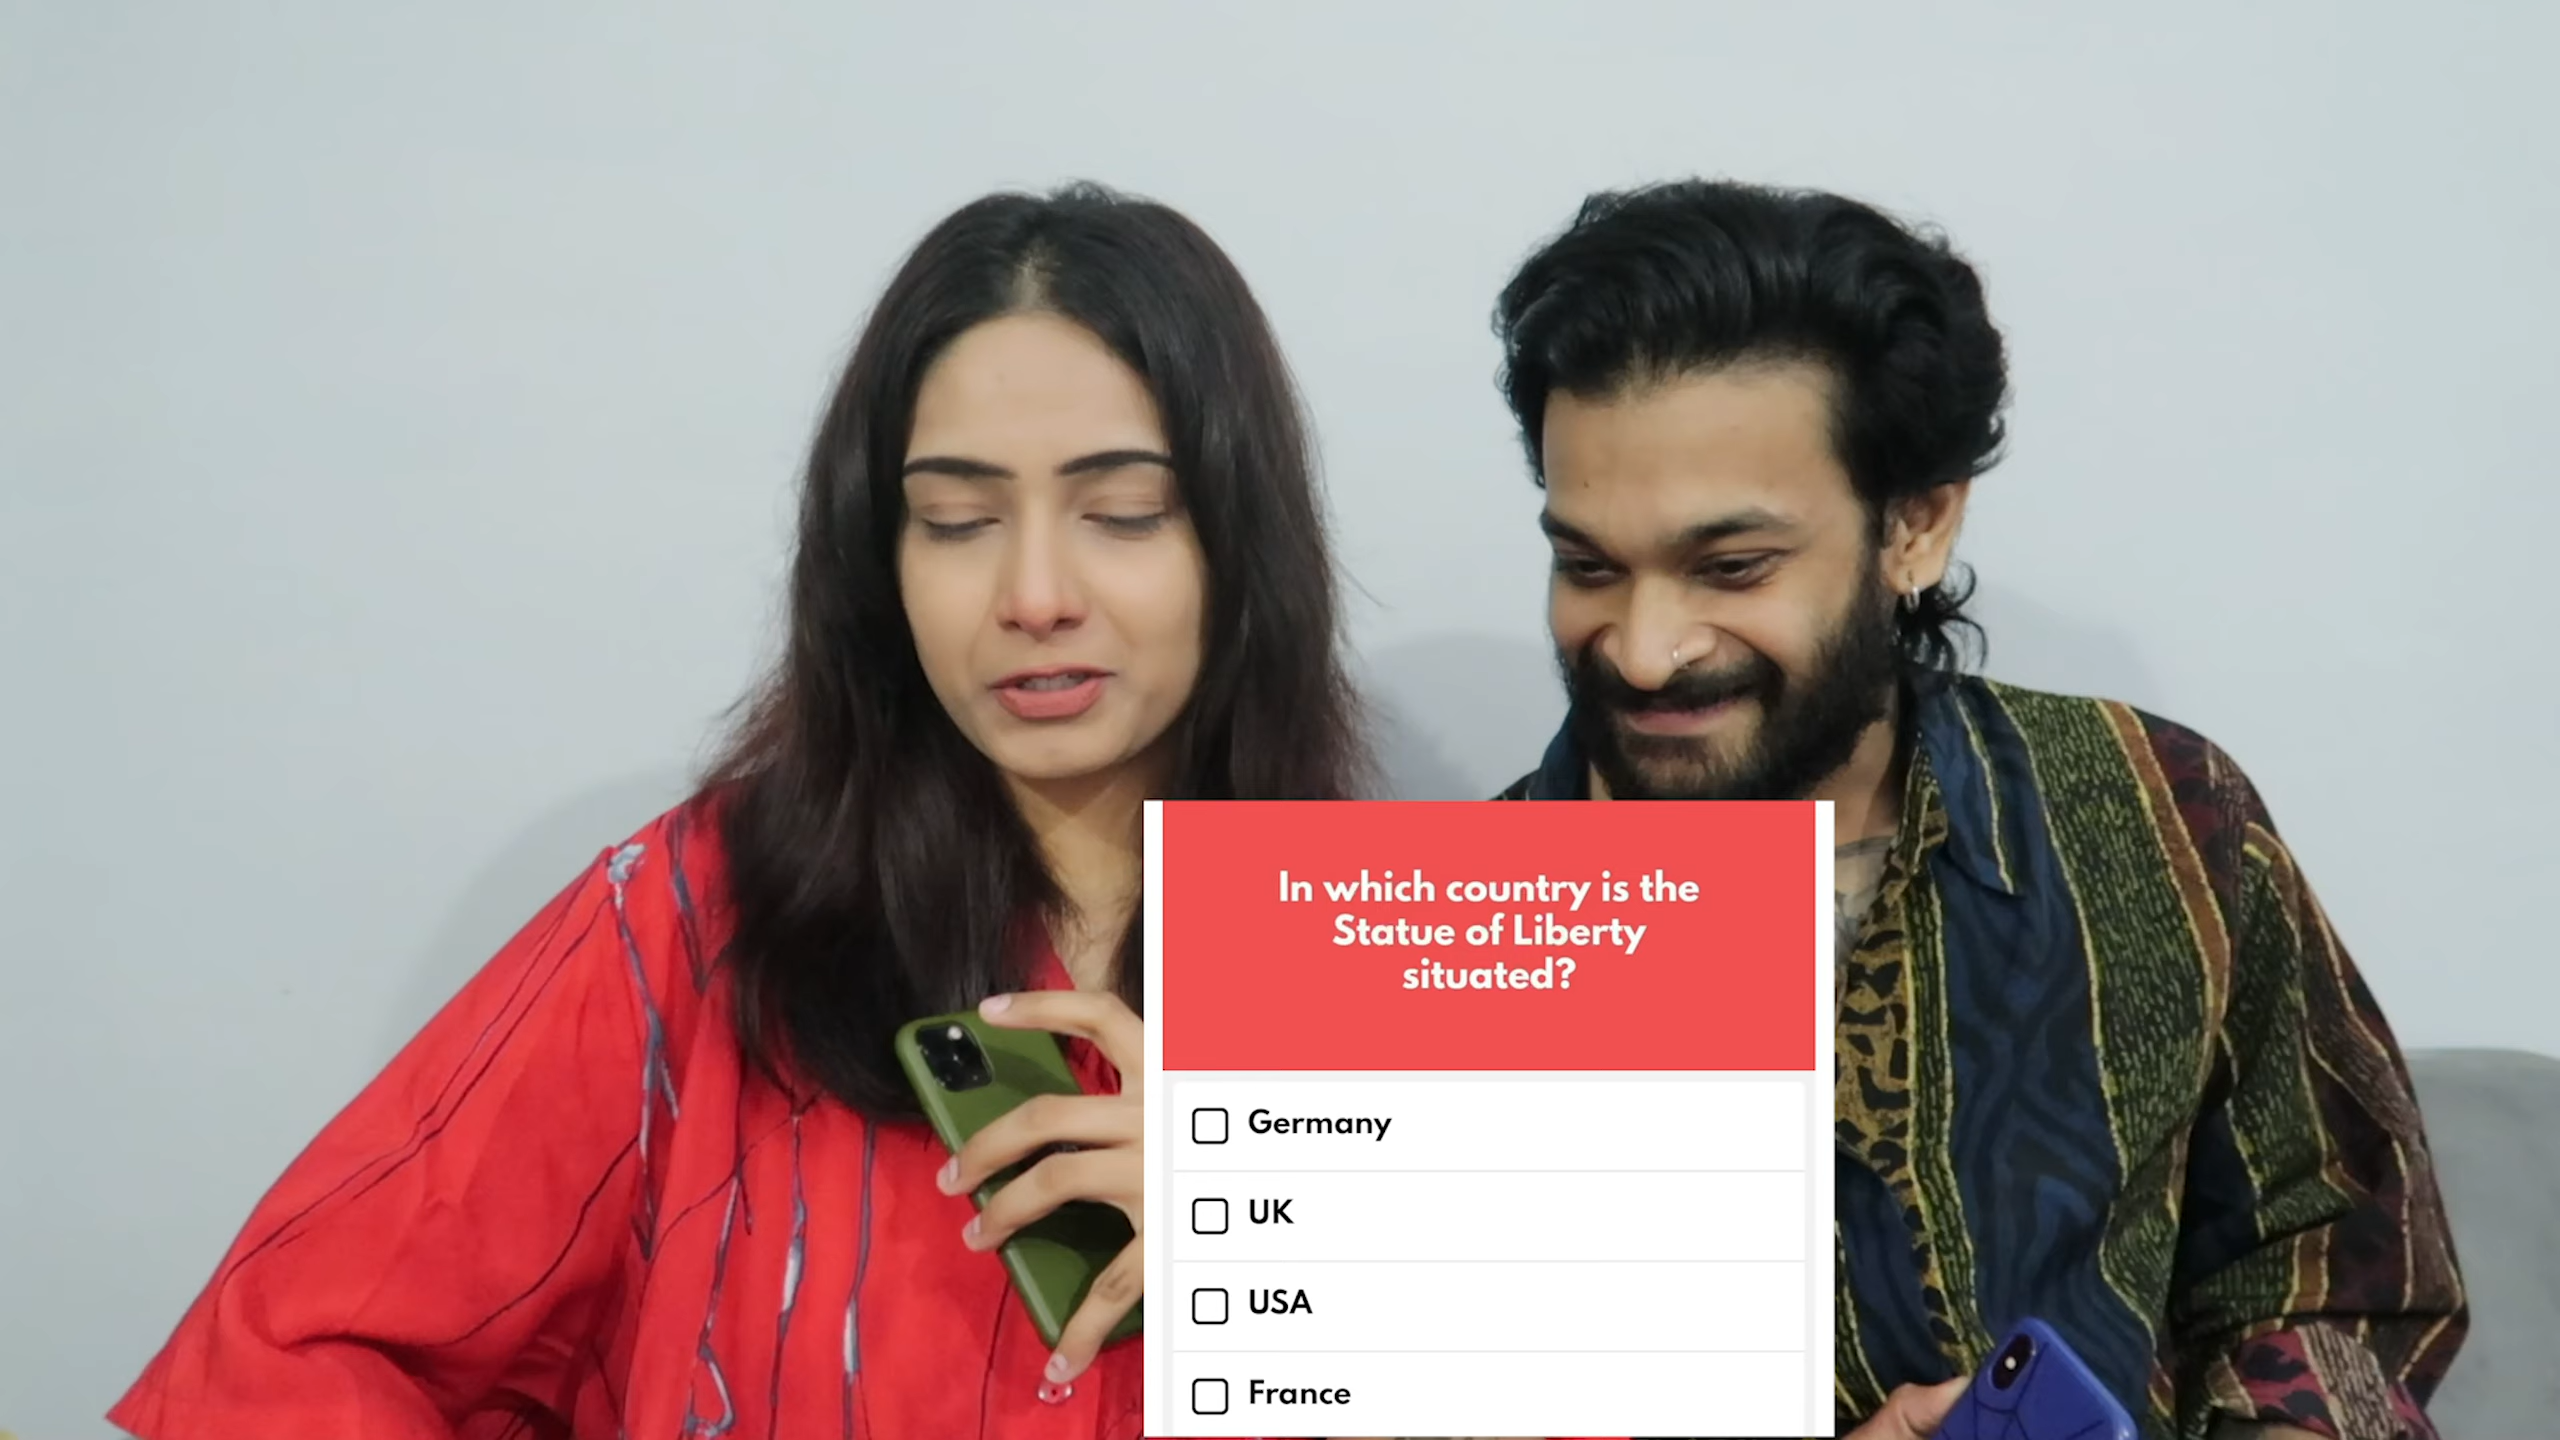 In which country is the
Statue of Liberty
situated?
Germany
UK
USA
France